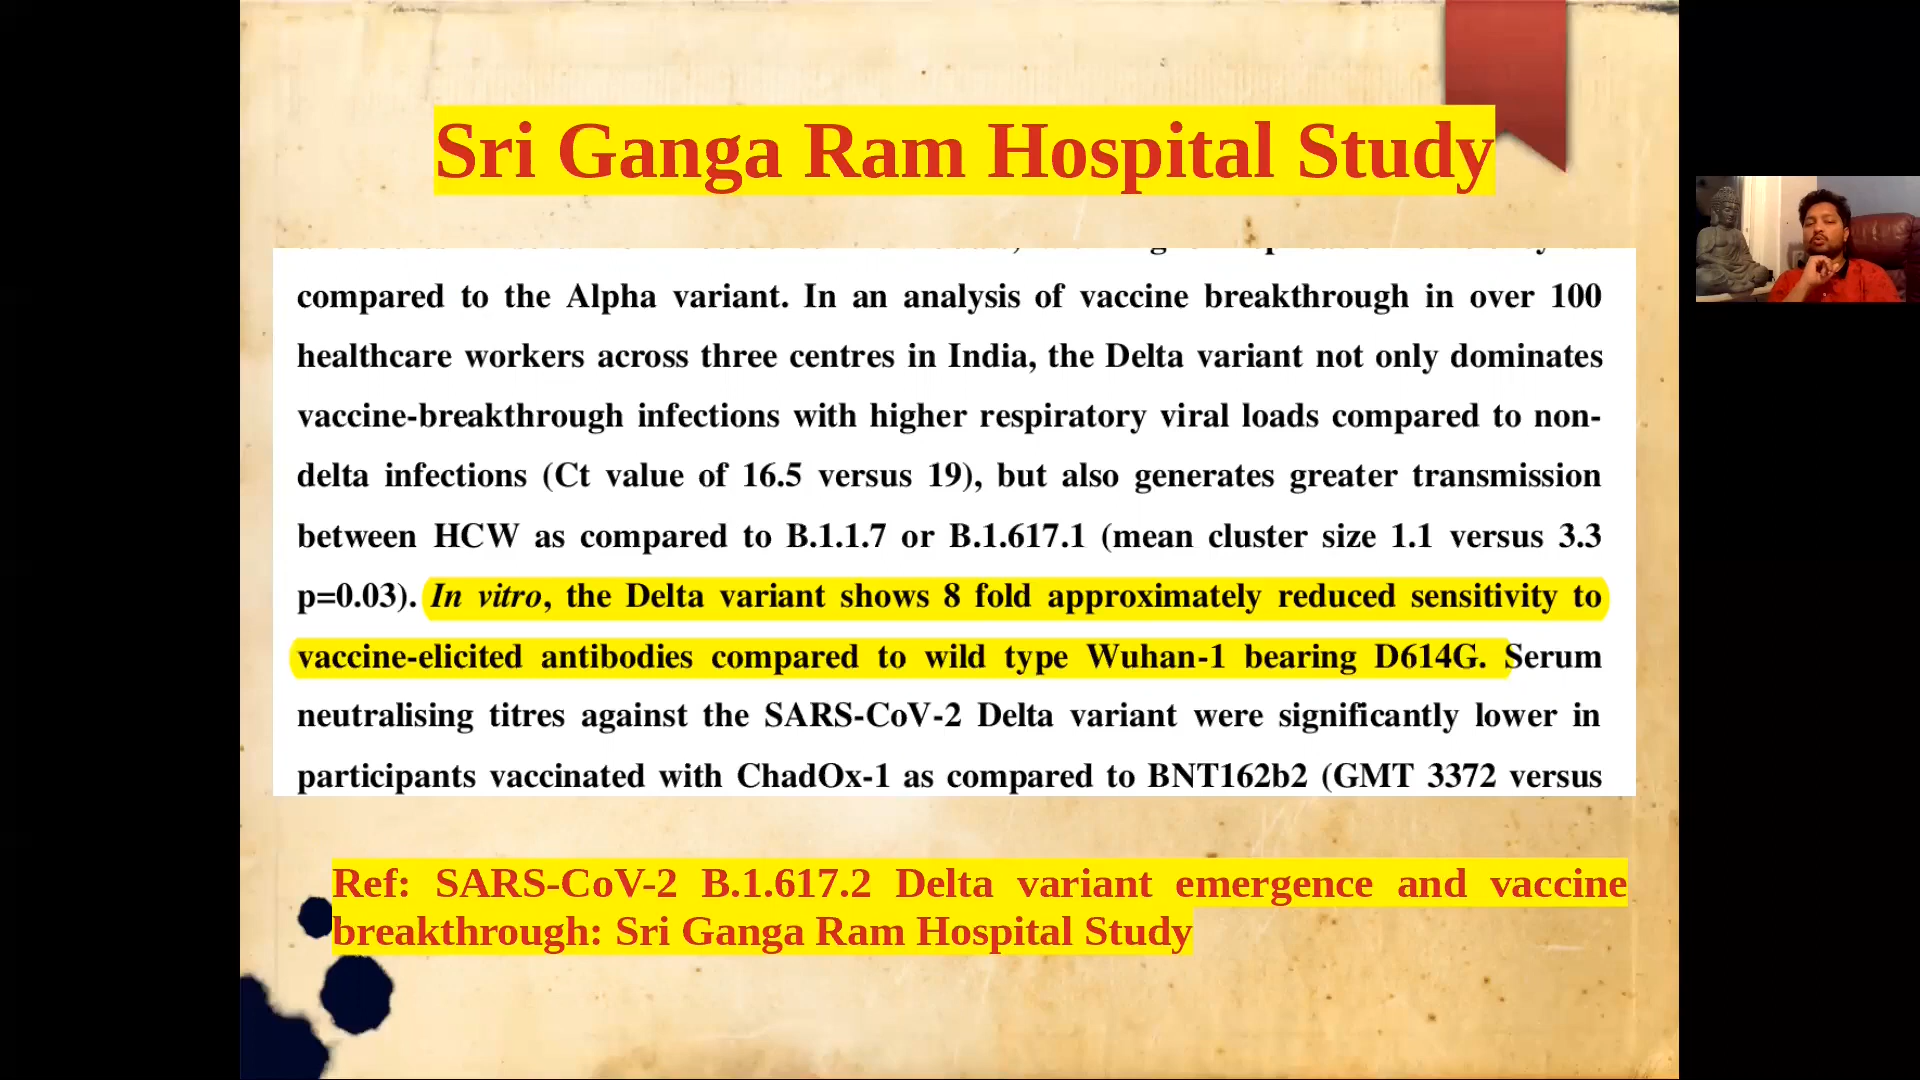 Sri Ganga Ram Hospital Study
compared to the Alpha variant. In an analysis of vaccine breakthrough in over 100
healthcare workers across three centres in India, the Delta variant not only dominates
vaccine-breakthrough infections with higher respiratory viral loads compared to non-
delta infections (Ct value of 16.5 versus 19), but also generates greater transmission
between HCW as compared to B.1.1.7 or B.1.617.1 (mean cluster size 1.1 versus 3.3
p=0.03). In vitro, the Delta variant shows 8 fold approximately reduced sensitivity to
vaccine-elicited antibodies compared to wild type Wuhan-1 bearing D614G. Serum
neutralising titres against the SARS-CoV-2 Delta variant were significantly lower in
participants vaccinated with ChadOx-1 as compared to BNT162b2 (GMT 3372 versus
Ref: SARS-CoV-2 B.1.617.2 Delta variant emergence and vaccine
breakthrough: Sri Ganga Ram Hospital Study